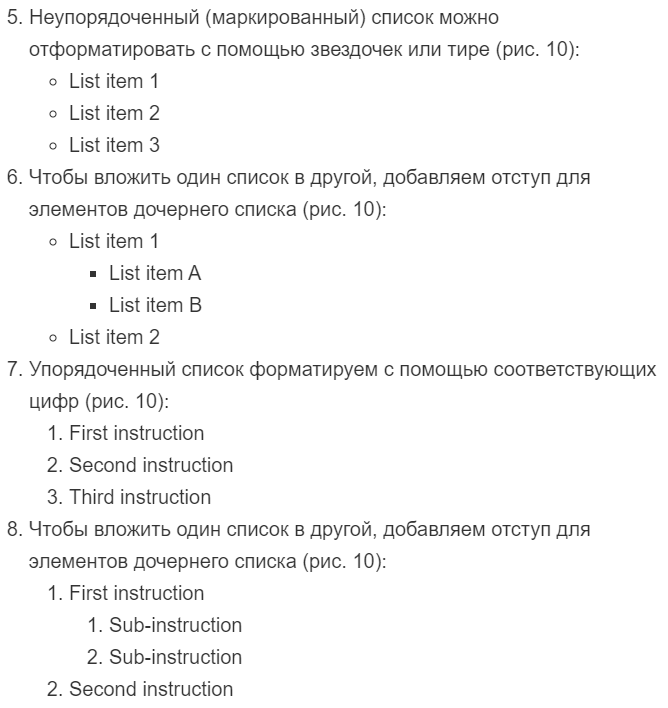 5. Неупорядоченный (маркированный) список можно
отформатировать с помощью звездочек или тире (рис. 10):
◦ List item 1
◦ List item 2
◦ List item 3
6. Чтобы вложить один список в другой, добавляем отступ для
элементов дочернего списка (рис. 10):
◦ List item 1
▪ List item A
▪ List item B
◦ List item 2
7. Упорядоченный список форматируем с помощью соответствующих
цифр (рис. 10):
1. First instruction
2. Second instruction
3. Third instruction
8. Чтобы вложить один список в другой, добавляем отступ для
элементов дочернего списка (рис. 10):
1. First instruction
1. Sub-instruction
2. Sub-instruction
2. Second instruction